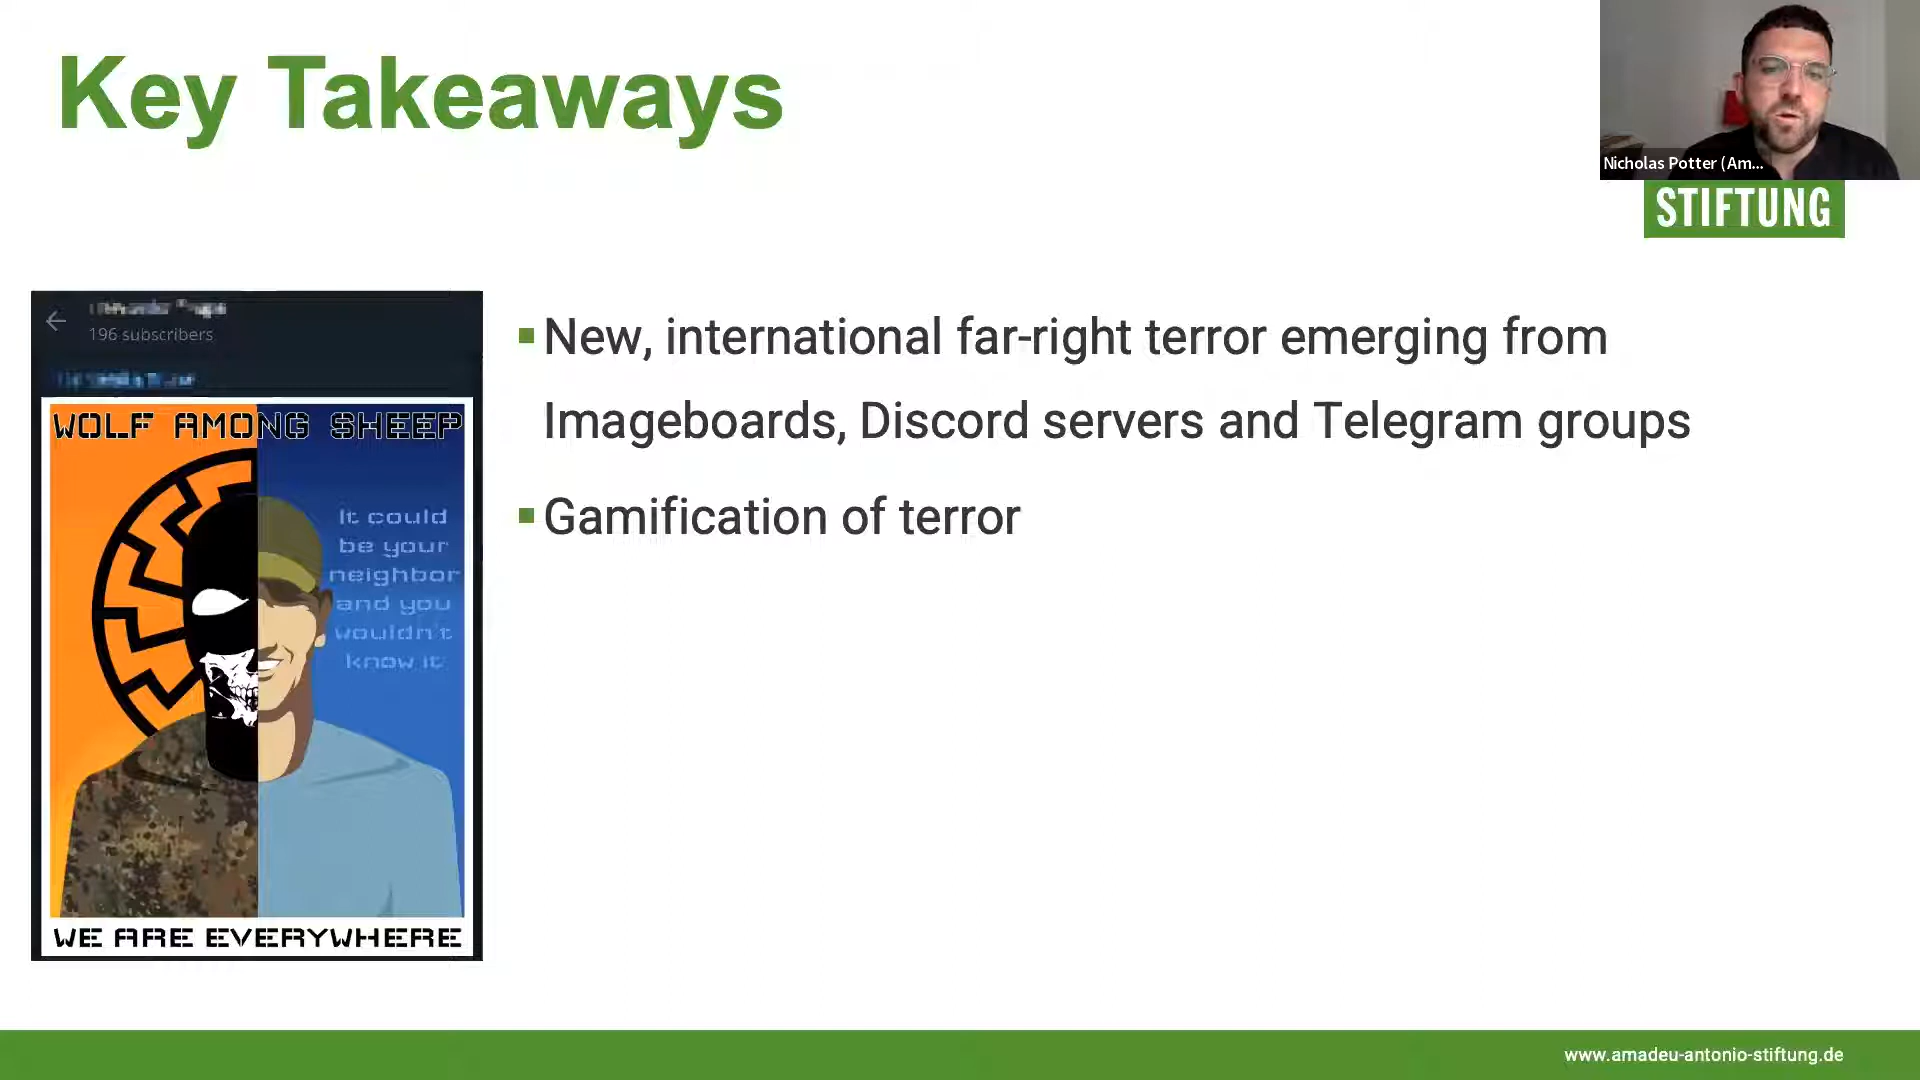 Key Takeaways
Nicholas Potter (Am...
STIFTUNG
196 subscribers
WOLF AMONG SHEEP
It could
be your
neighbor
and you
wouldn't
know it
WE ARE EVERYWHERE
New, international far-right terror emerging from
Imageboards, Discord servers and Telegram groups
Gamification of terror
www.amadeu-antonio-stiftung.de